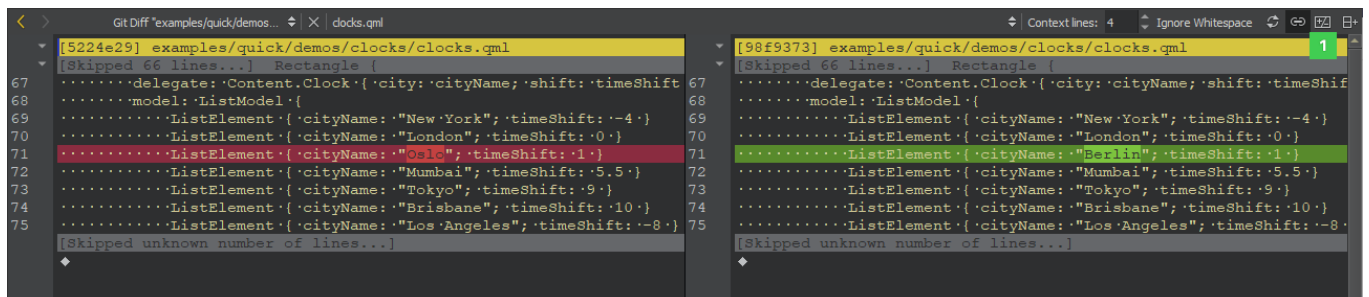 Git Diff "examples/quick/demos... clocks.qml Context lines: 4 Ignore Whitespace
1
[5224e29] examples/quick/demos/clocks/clocks.qml
[Skipped 66 lines...] Rectangle {
67 ········delegate:·Content.Clock·{·city:·cityName;·shift:·timeShift
68 ········model:·ListModel·{
69 ············ListElement·{·cityName:·"New·York";·timeShift:·-4·}
70 ············ListElement·{·cityName:·"London";·timeShift:·0·}
71 ············ListElement·{·cityName:·"Oslo";·timeShift:·1·}
72 ············ListElement·{·cityName:·"Mumbai";·timeShift:·5.5·}
73 ············ListElement·{·cityName:·"Tokyo";·timeShift:·9·}
74 ············ListElement·{·cityName:·"Brisbane";·timeShift:·10·}
75 ············ListElement·{·cityName:·"Los·Angeles";·timeShift:·-8·}
[Skipped unknown number of lines...]
[98f9373] examples/quick/demos/clocks/clocks.qml
[Skipped 66 lines...] Rectangle {
67 ········delegate:·Content.Clock·{·city:·cityName;·shift:·timeShif
68 ········model:·ListModel·{
69 ············ListElement·{·cityName:·"New·York";·timeShift:·-4·}
70 ············ListElement·{·cityName:·"London";·timeShift:·0·}
71 ············ListElement·{·cityName:·"Berlin";·timeShift:·1·}
72 ············ListElement·{·cityName:·"Mumbai";·timeShift:·5.5·}
73 ············ListElement·{·cityName:·"Tokyo";·timeShift:·9·}
74 ············ListElement·{·cityName:·"Brisbane";·timeShift:·10·}
75 ············ListElement·{·cityName:·"Los·Angeles";·timeShift:·-8·
[Skipped unknown number of lines...]